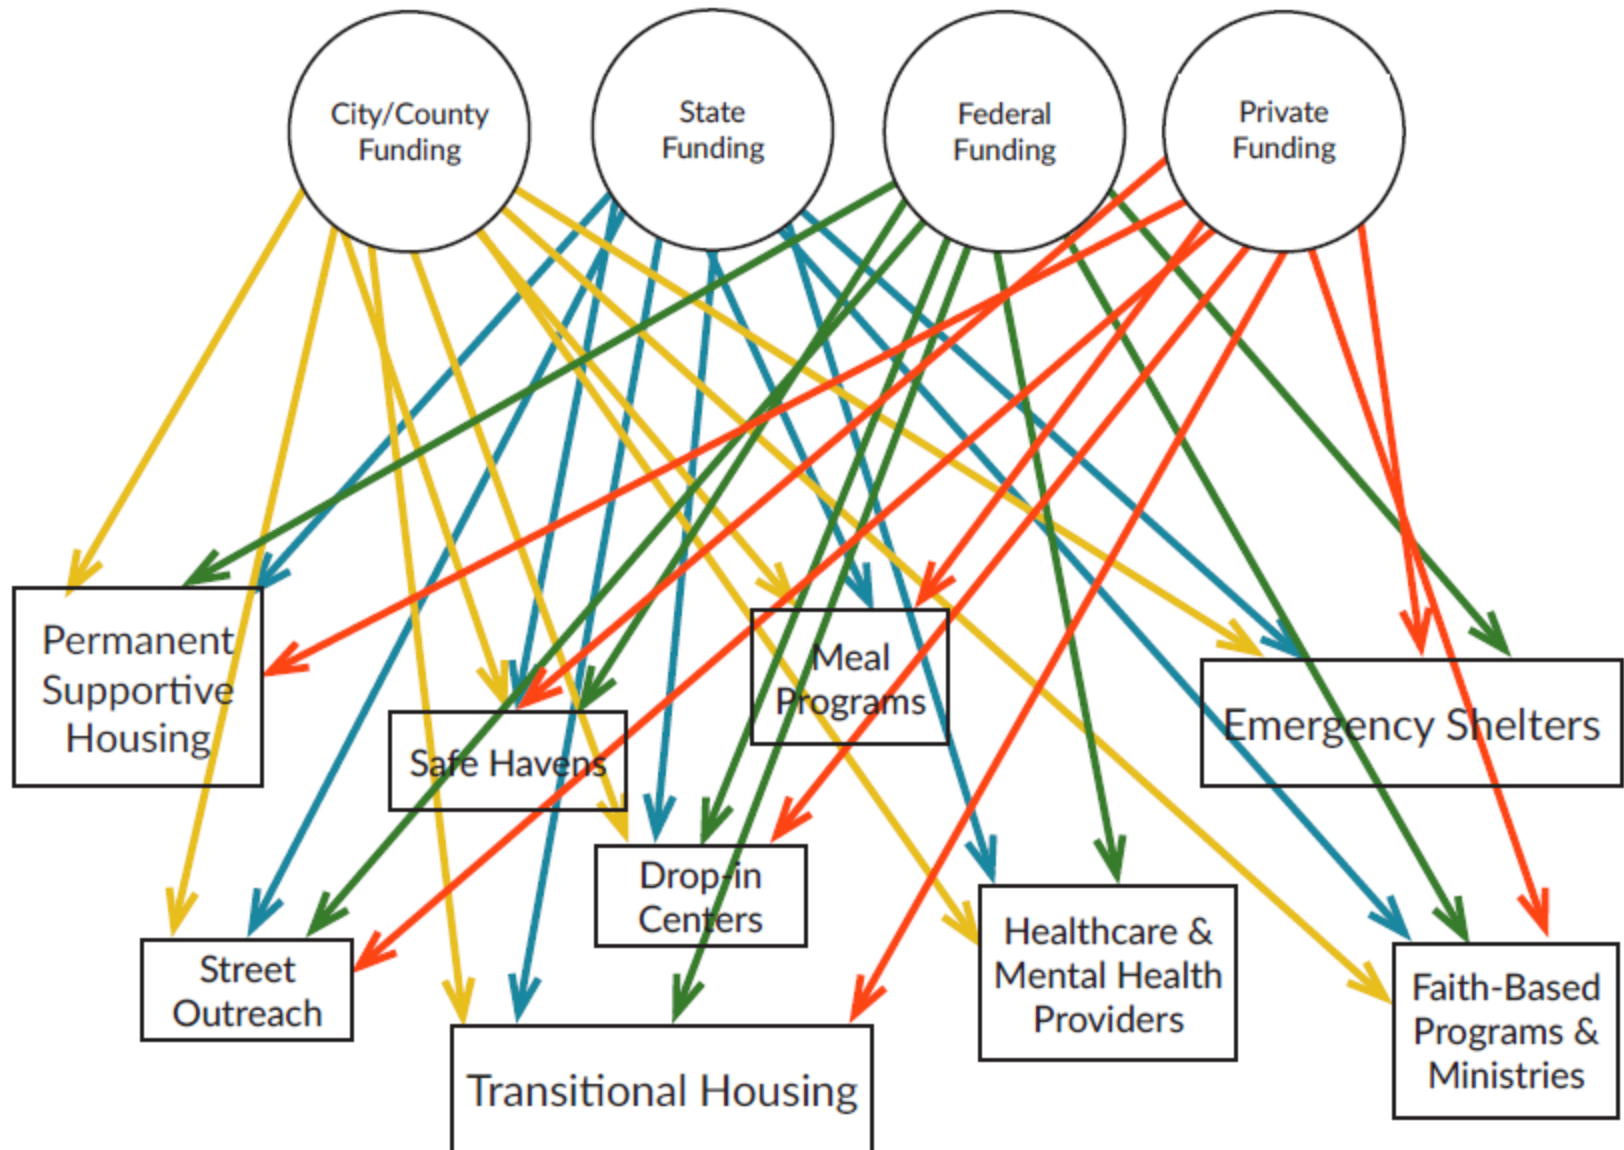 City/County
Funding
State
Funding
Federal
Funding
Private
Funding
Permanent
Supportive
Housing
Safe Havens
Meal
Programs
Emergency Shelters
Street
Outreach
Drop-in
Centers
Healthcare &
Mental Health
Providers
Faith-Based
Programs &
Ministries
Transitional Housing